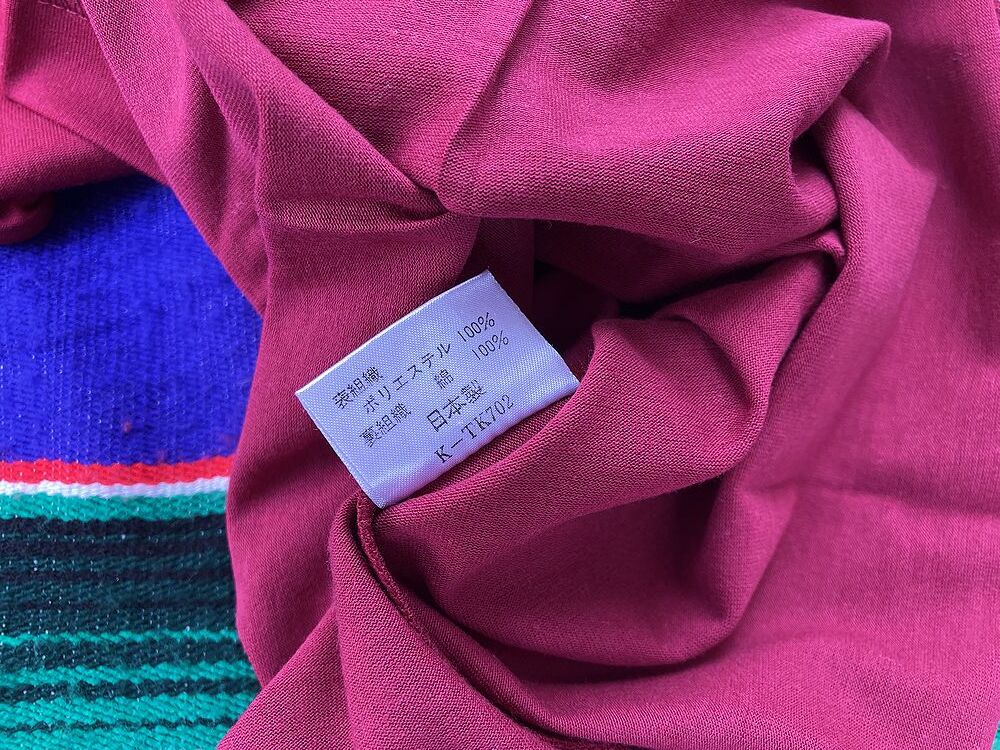 表組織
ポリエステル 100%
裏組織 綿 100%
日本製
K-TK702